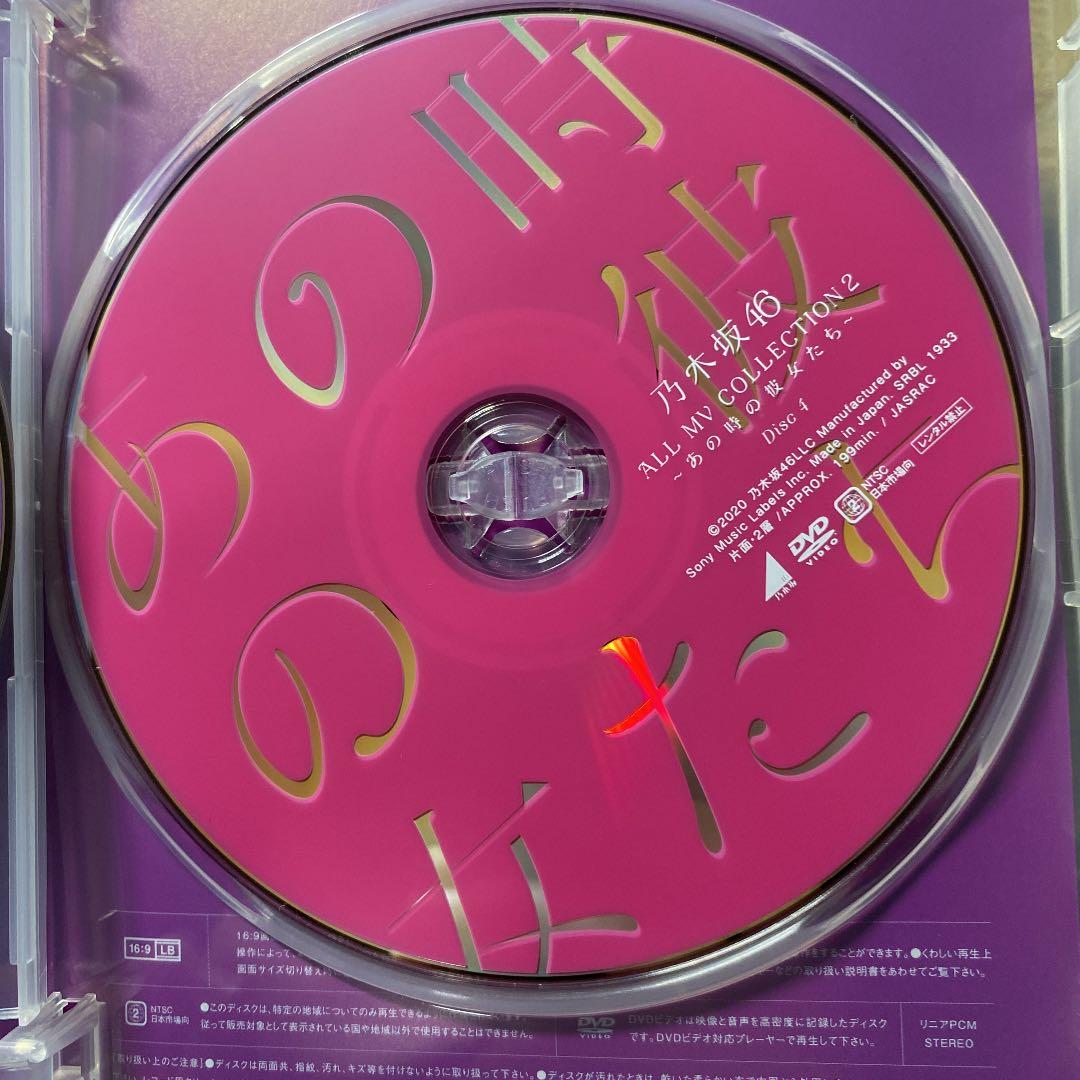 あの時
の彼
女たち
乃木坂46
ALL MV COLLECTION 2
~あの時の彼女たち~
Disc 4
©2020 乃木坂46LLC Manufactured by
Sony Music Labels Inc. Made in Japan. SRBL 1933
片面・2層 /APPROX. 199min. / JASRAC
乃木坂
DVD
VIDEO
2
NTSC
日本市場向
レンタル禁止
16:9 LB
16:9画
操作によって、
画面サイズ切り替え
をすることができます。●くわしい再生上
ーなどの取り扱い説明書をあわせてご覧下さい。
2
NTSC
日本市場向
●このディスクは、特定の地域についてのみ再生できる
従って販売対象として表示されている国や地域以外で使用することはできません。
DVD
VIDEO
DVDビデオは映像と音声を高密度に記録したディスク
です。DVDビデオ対応プレーヤーで再生して下さい。
リニアPCM
STEREO
[取り扱い上のご注意]●ディスクは両面共、指紋、汚れ、キズ等を付けないように取り扱って下さい。
●ディスクが汚れたときは、